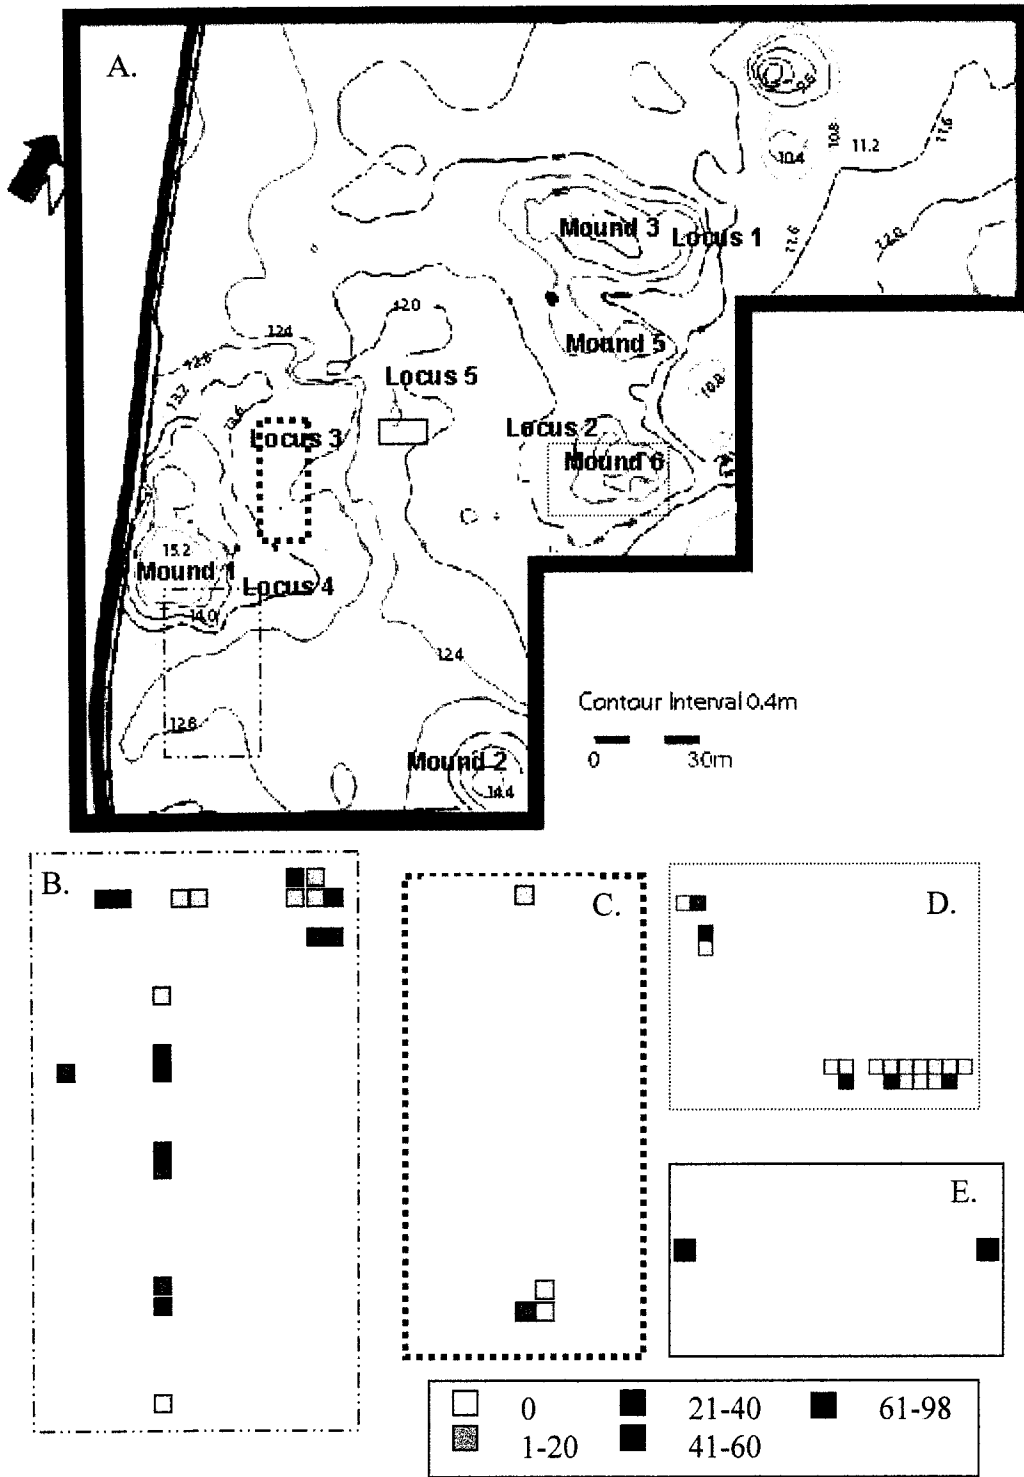 A.
N
9.6
10.8
10.4
11.2
11.6
11.6
12.0
Mound 3
Locus 1
12.0
12.4
Mound 5
12.8
Locus 5
13.2
10.8
13.6
Locus 3
Locus 2
Mound 6
15.2
Mound 1
Locus 4
14.0
12.4
12.8
Contour Interval 0.4m
0 30m
Mound 2
14.4
B.
C.
D.
E.
0 21-40 61-98
1-20 41-60